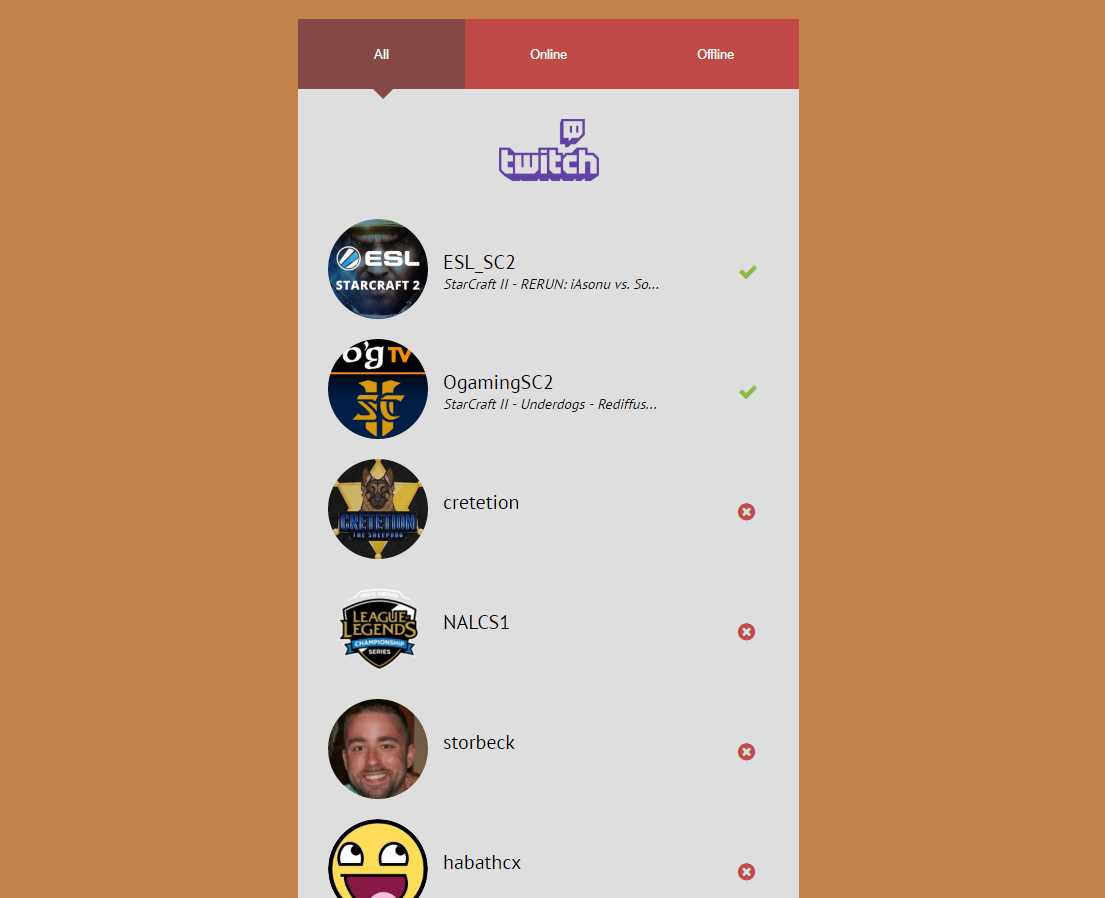 All
Online
Offline
twitch
ESL
STARCRAFT 2
ESL_SC2
StarCraft II - RERUN: iAsonu vs. So...
O'G TV
SC
OgamingSC2
StarCraft II - Underdogs - Rediffus...
CRETETION
THE SHEEPDOG
cretetion
LEAGUE
LEGENDS
CHAMPIONSHIP
SERIES
NALCS1
storbeck
habathcx